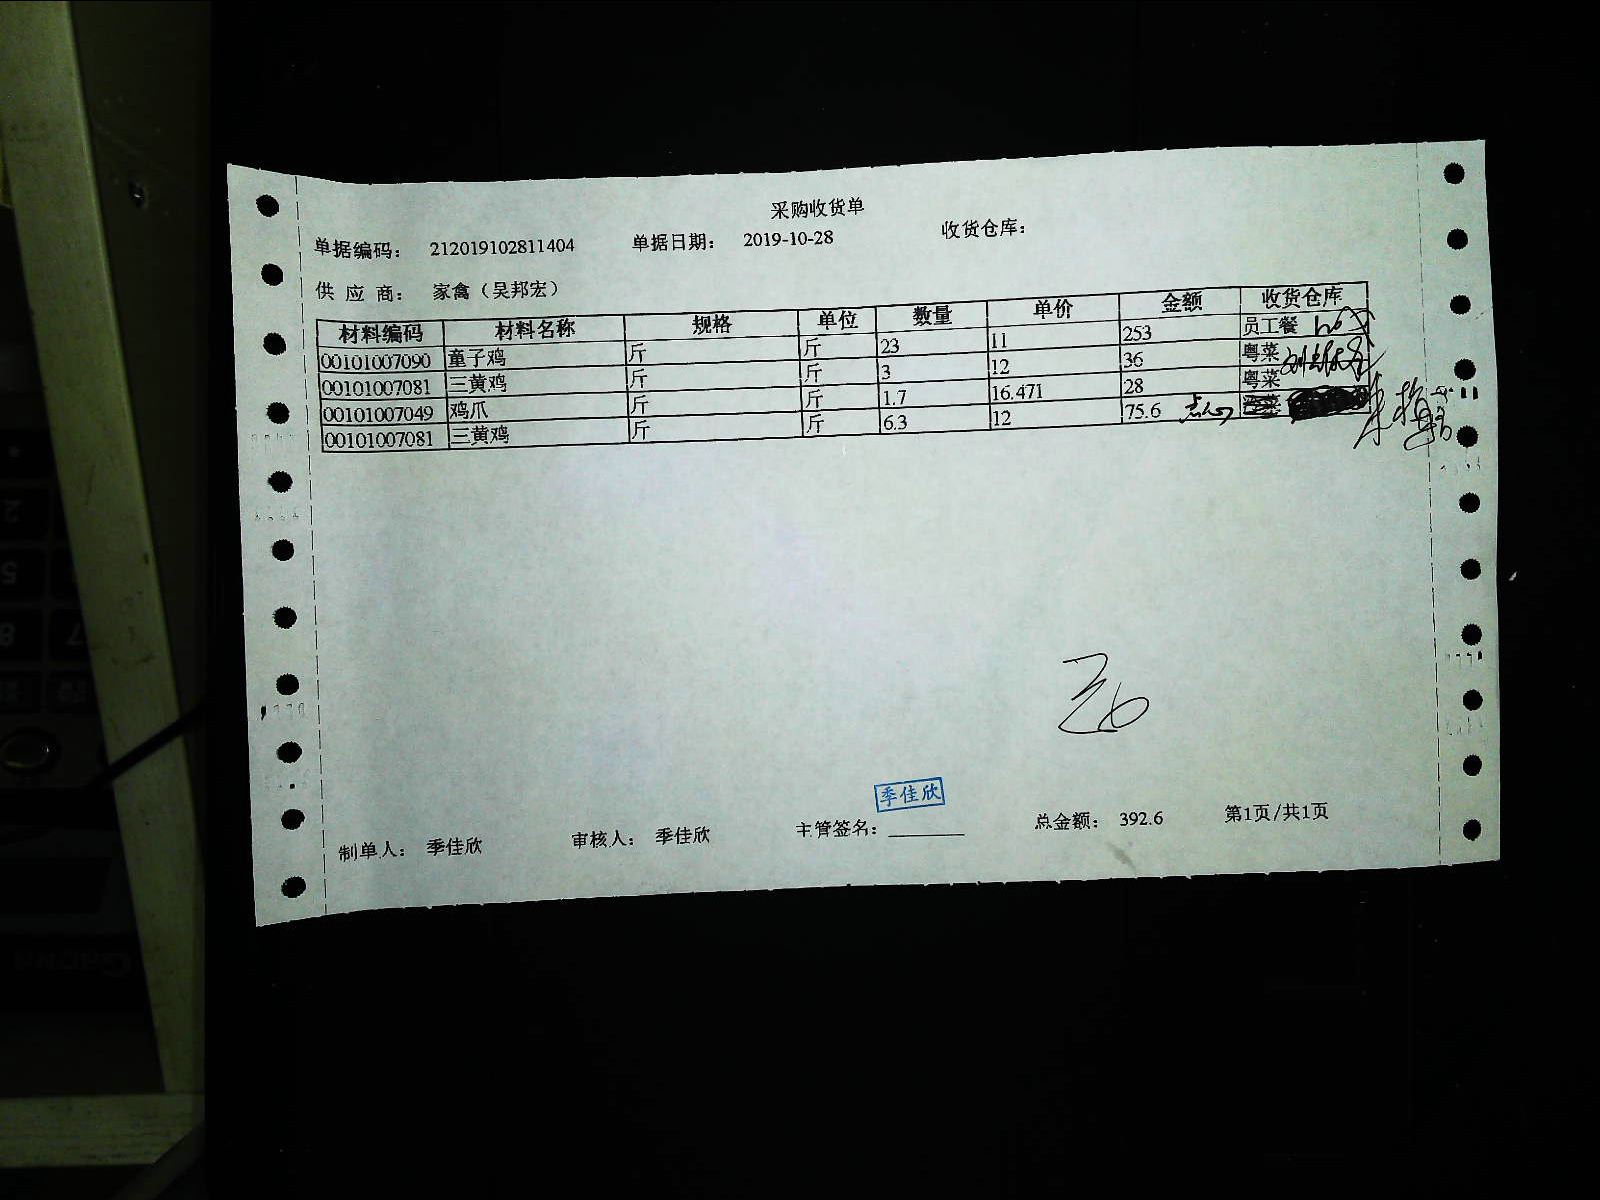 采购收货单
单据编码： 212019102811404 单据日期： 2019-10-28 收货仓库：
供应商： 家禽（吴邦宏）
材料编码 材料名称 规格 单位 数量 单价 金额 收货仓库
00101007090 童子鸡 斤 斤 23 11 253 员工餐
00101007081 三黄鸡 斤 斤 3 12 36 粤菜
00101007049 鸡爪 斤 斤 1.7 16.471 28 粤菜
00101007081 三黄鸡 斤 斤 6.3 12 75.6 点心
季佳欣
制单人： 季佳欣 审核人： 季佳欣 主管签名： 总金额： 392.6 第1页/共1页